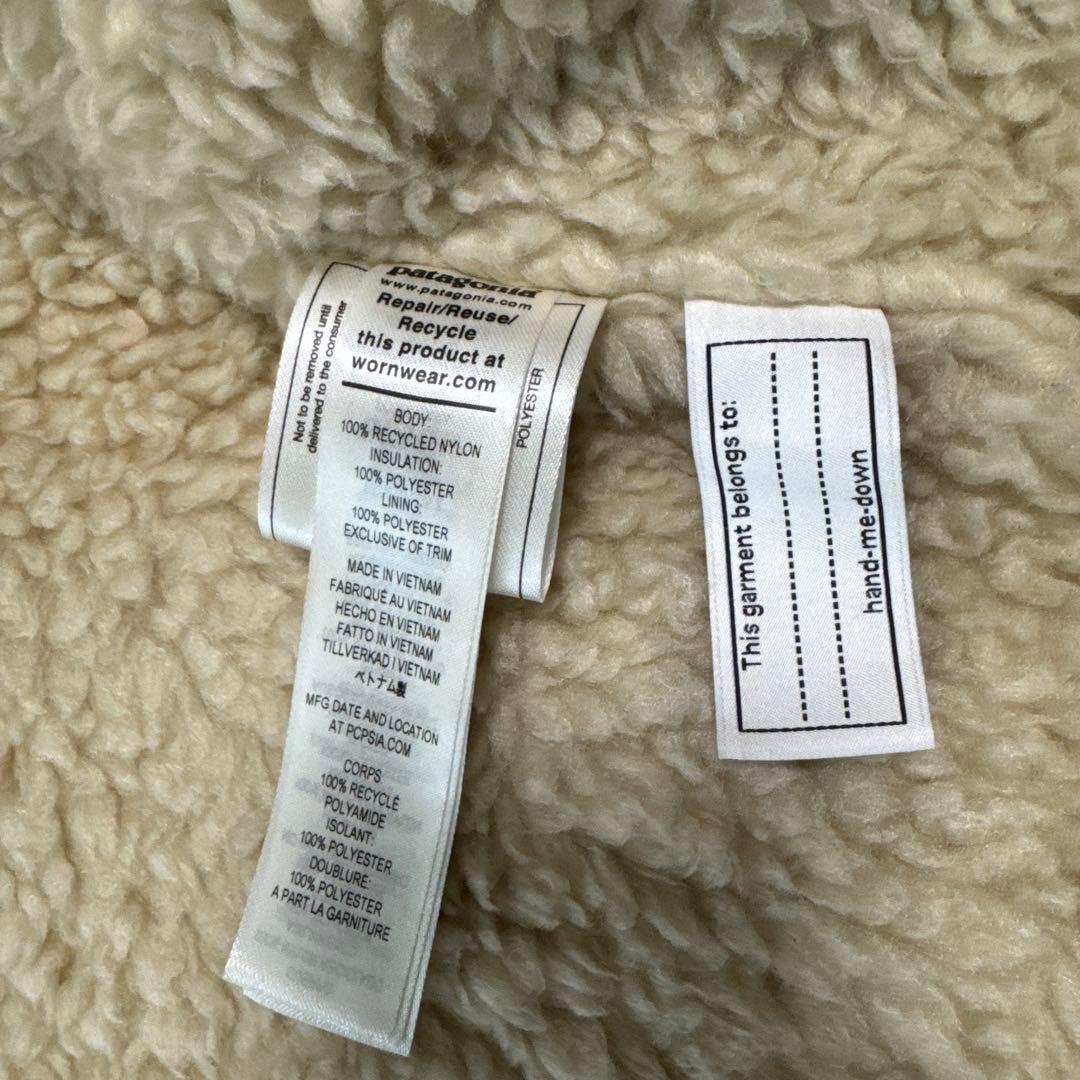 Not to be removed until
delivered to the consumer
patagonia
www.patagonia.com
Repair/Reuse/
Recycle
this product at
wornwear.com
BODY:
100% RECYCLED NYLON
INSULATION:
100% POLYESTER
LINING:
100% POLYESTER
EXCLUSIVE OF TRIM
MADE IN VIETNAM
FABRIQUÉ AU VIETNAM
HECHO EN VIETNAM
FATTO IN VIETNAM
TILLVERKAD I VIETNAM
ベトナム製
MFG DATE AND LOCATION
AT PCPSIA.COM
CORPS:
100% RECYCLÉ
POLYAMIDE
ISOLANT:
100% POLYESTER
DOUBLURE:
100% POLYESTER
A PART LA GARNITURE
POLYESTER
This garment belongs to:
hand-me-down